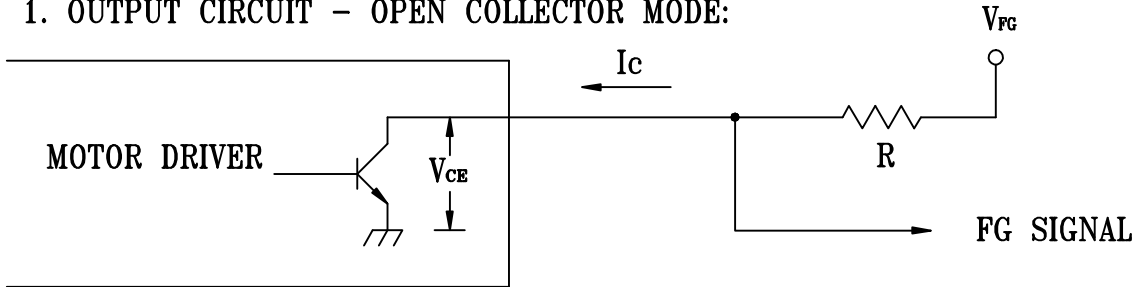 1. OUTPUT CIRCUIT - OPEN COLLECTOR MODE:
VFG
Ic
MOTOR DRIVER
VCE
R
FG SIGNAL